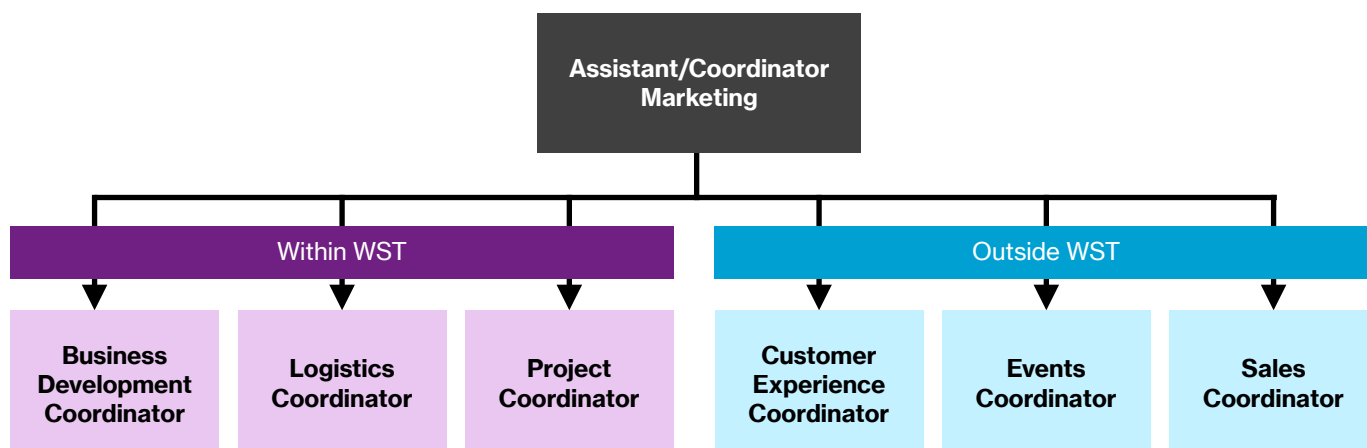 Assistant/Coordinator
Marketing
Within WST
Outside WST
Business
Development
Coordinator
Logistics
Coordinator
Project
Coordinator
Customer
Experience
Coordinator
Events
Coordinator
Sales
Coordinator